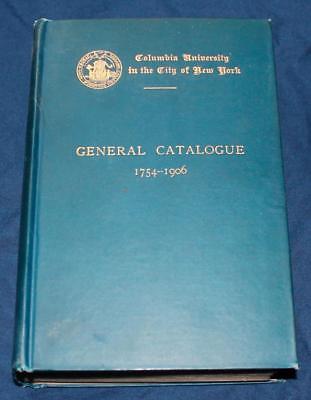 Columbia University
in the City of New York
GENERAL CATALOGUE
1754-1906